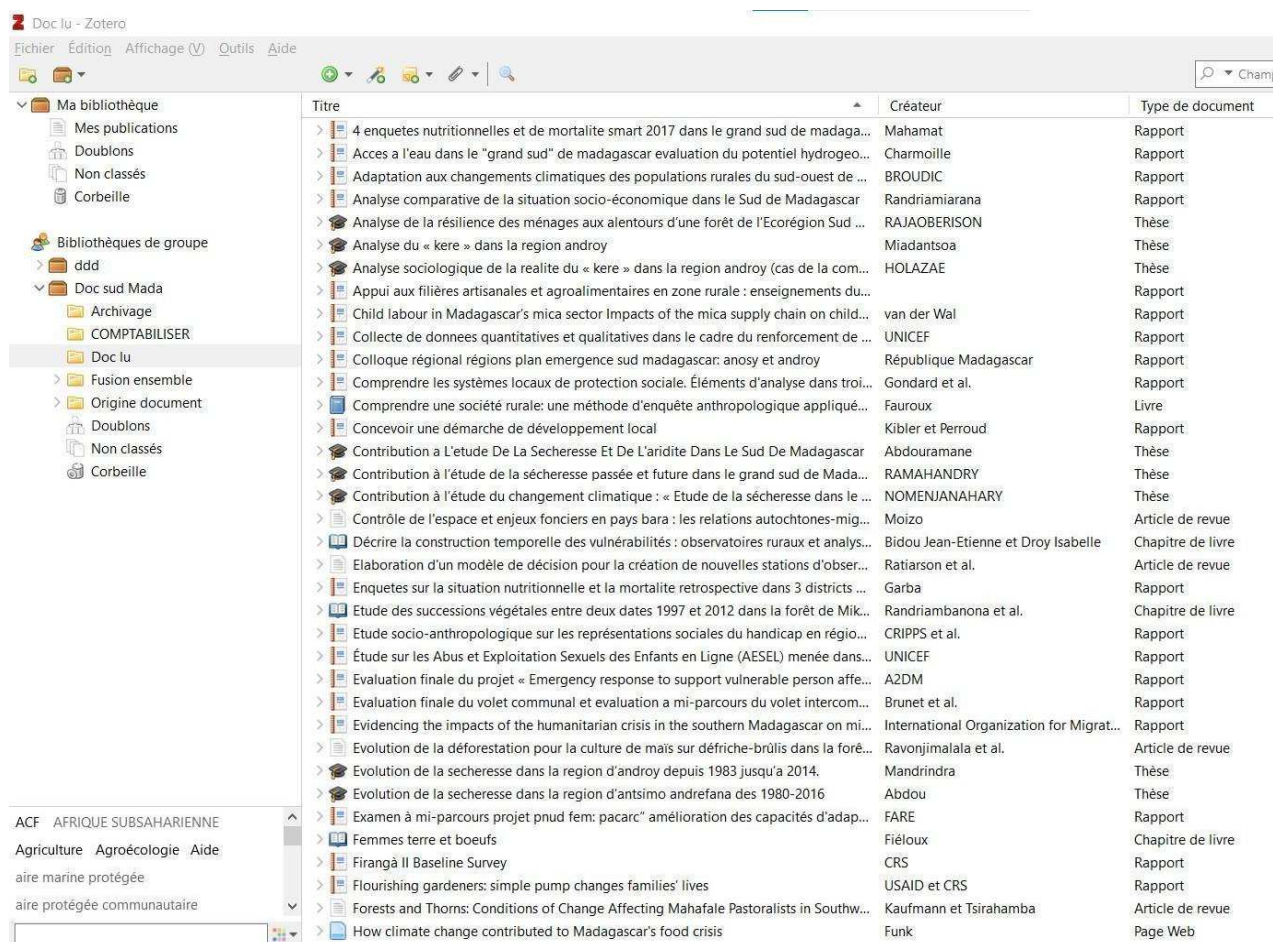 Doc lu - Zotero
Fichier Édition Affichage (V) Outils Aide
Champ
Ma bibliothèque
Mes publications
Doublons
Non classés
Corbeille
Bibliothèques de groupe
ddd
Doc sud Mada
Archivage
COMPTABILISER
Doc lu
Fusion ensemble
Origine document
Doublons
Non classés
Corbeille
ACF AFRIQUE SUBSAHARIENNE
Agriculture Agroécologie Aide
aire marine protégée
aire protégée communautaire
Titre Créateur Type de document
4 enquetes nutritionnelles et de mortalite smart 2017 dans le grand sud de madaga... Mahamat Rapport
Acces a l'eau dans le "grand sud" de madagascar evaluation du potentiel hydrogeo... Charmoille Rapport
Adaptation aux changements climatiques des populations rurales du sud-ouest de ... BROUDIC Rapport
Analyse comparative de la situation socio-économique dans le Sud de Madagascar Randriamiarana Rapport
Analyse de la résilience des ménages aux alentours d'une forêt de l'Ecorégion Sud ... RAJAOBERISON Thèse
Analyse du « kere » dans la region androy Miadantsoa Thèse
Analyse sociologique de la realite du « kere » dans la region androy (cas de la com... HOLAZAE Thèse
Appui aux filières artisanales et agroalimentaires en zone rurale : enseignements du... Rapport
Child labour in Madagascar's mica sector Impacts of the mica supply chain on child... van der Wal Rapport
Collecte de donnees quantitatives et qualitatives dans le cadre du renforcement de ... UNICEF Rapport
Colloque régional régions plan emergence sud madagascar: anosy et androy République Madagascar Rapport
Comprendre les systèmes locaux de protection sociale. Éléments d'analyse dans troi... Gondard et al. Rapport
Comprendre une société rurale: une méthode d'enquête anthropologique appliqué... Fauroux Livre
Concevoir une démarche de développement local Kibler et Perroud Rapport
Contribution a L'etude De La Secheresse Et De L'aridite Dans Le Sud De Madagascar Abdouramane Thèse
Contribution à l'étude de la sécheresse passée et future dans le grand sud de Mada... RAMAHANDRY Thèse
Contribution à l'étude du changement climatique : « Etude de la sécheresse dans le ... NOMENJANAHARY Thèse
Contrôle de l'espace et enjeux fonciers en pays bara : les relations autochtones-mig... Moizo Article de revue
Décrire la construction temporelle des vulnérabilités : observatoires ruraux et analys... Bidou Jean-Etienne et Droy Isabelle Chapitre de livre
Elaboration d'un modèle de décision pour la création de nouvelles stations d'obser... Ratiarson et al. Article de revue
Enquetes sur la situation nutritionnelle et la mortalite retrospective dans 3 districts ... Garba Rapport
Etude des successions végétales entre deux dates 1997 et 2012 dans la forêt de Mik... Randriambanona et al. Chapitre de livre
Etude socio-anthropologique sur les représentations sociales du handicap en régio... CRIPPS et al. Rapport
Étude sur les Abus et Exploitation Sexuels des Enfants en Ligne (AESEL) menée dans... UNICEF Rapport
Evaluation finale du projet « Emergency response to support vulnerable person affe... A2DM Rapport
Evaluation finale du volet communal et evaluation a mi-parcours du volet intercom... Brunet et al. Rapport
Evidencing the impacts of the humanitarian crisis in the southern Madagascar on mi... International Organization for Migrat... Rapport
Evolution de la déforestation pour la culture de maïs sur défriche-brûlis dans la forê... Ravonjimalala et al. Article de revue
Evolution de la secheresse dans la region d'androy depuis 1983 jusqu'a 2014. Mandrindra Thèse
Evolution de la secheresse dans la region d'antsimo andrefana des 1980-2016 Abdou Thèse
Examen à mi-parcours projet pnud fem: pacarc" amélioration des capacités d'adap... FARE Rapport
Femmes terre et boeufs Fiéloux Chapitre de livre
Firangà II Baseline Survey CRS Rapport
Flourishing gardeners: simple pump changes families' lives USAID et CRS Rapport
Forests and Thorns: Conditions of Change Affecting Mahafale Pastoralists in Southw... Kaufmann et Tsirahamba Article de revue
How climate change contributed to Madagascar's food crisis Funk Page Web